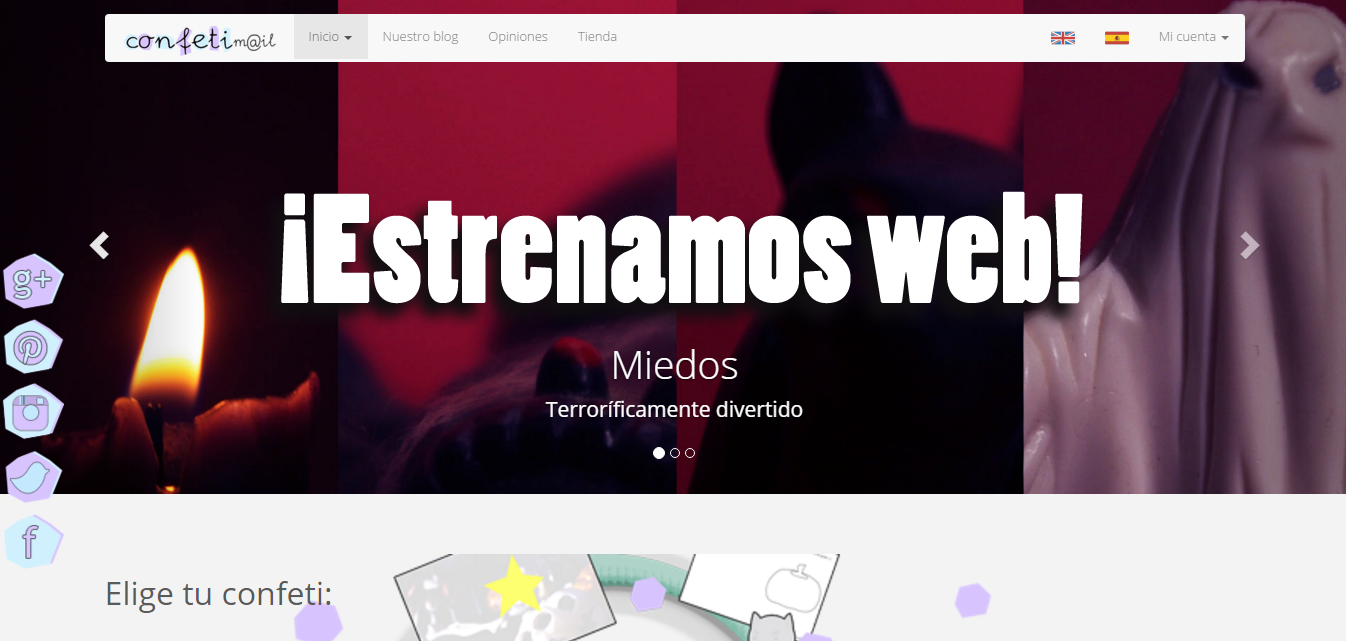 confetim@il
Inicio
Nuestro blog
Opiniones
Tienda
Mi cuenta
¡Estrenamos web!
Miedos
Terroríficamente divertido
g+
f
Elige tu confeti: